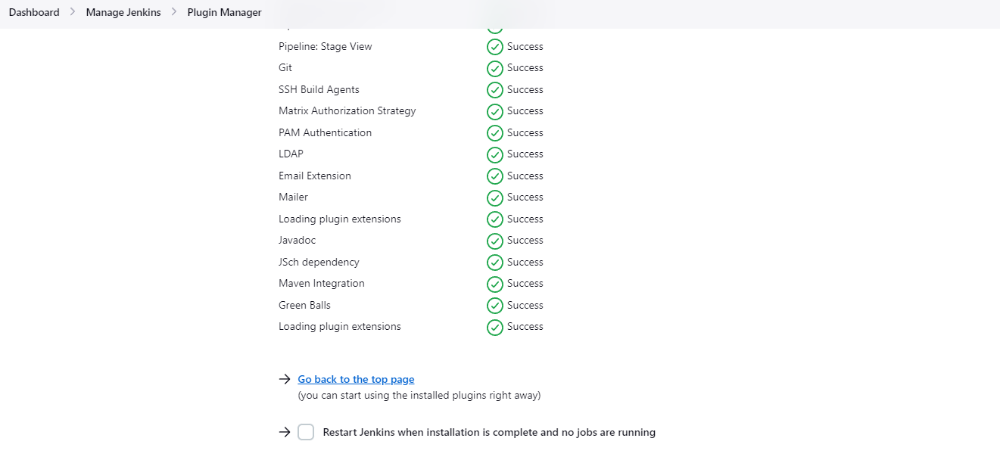 Dashboard > Manage Jenkins > Plugin Manager
Pipeline: Stage View Success
Git Success
SSH Build Agents Success
Matrix Authorization Strategy Success
PAM Authentication Success
LDAP Success
Email Extension Success
Mailer Success
Loading plugin extensions Success
Javadoc Success
JSch dependency Success
Maven Integration Success
Green Balls Success
Loading plugin extensions Success
Go back to the top page
(you can start using the installed plugins right away)
Restart Jenkins when installation is complete and no jobs are running